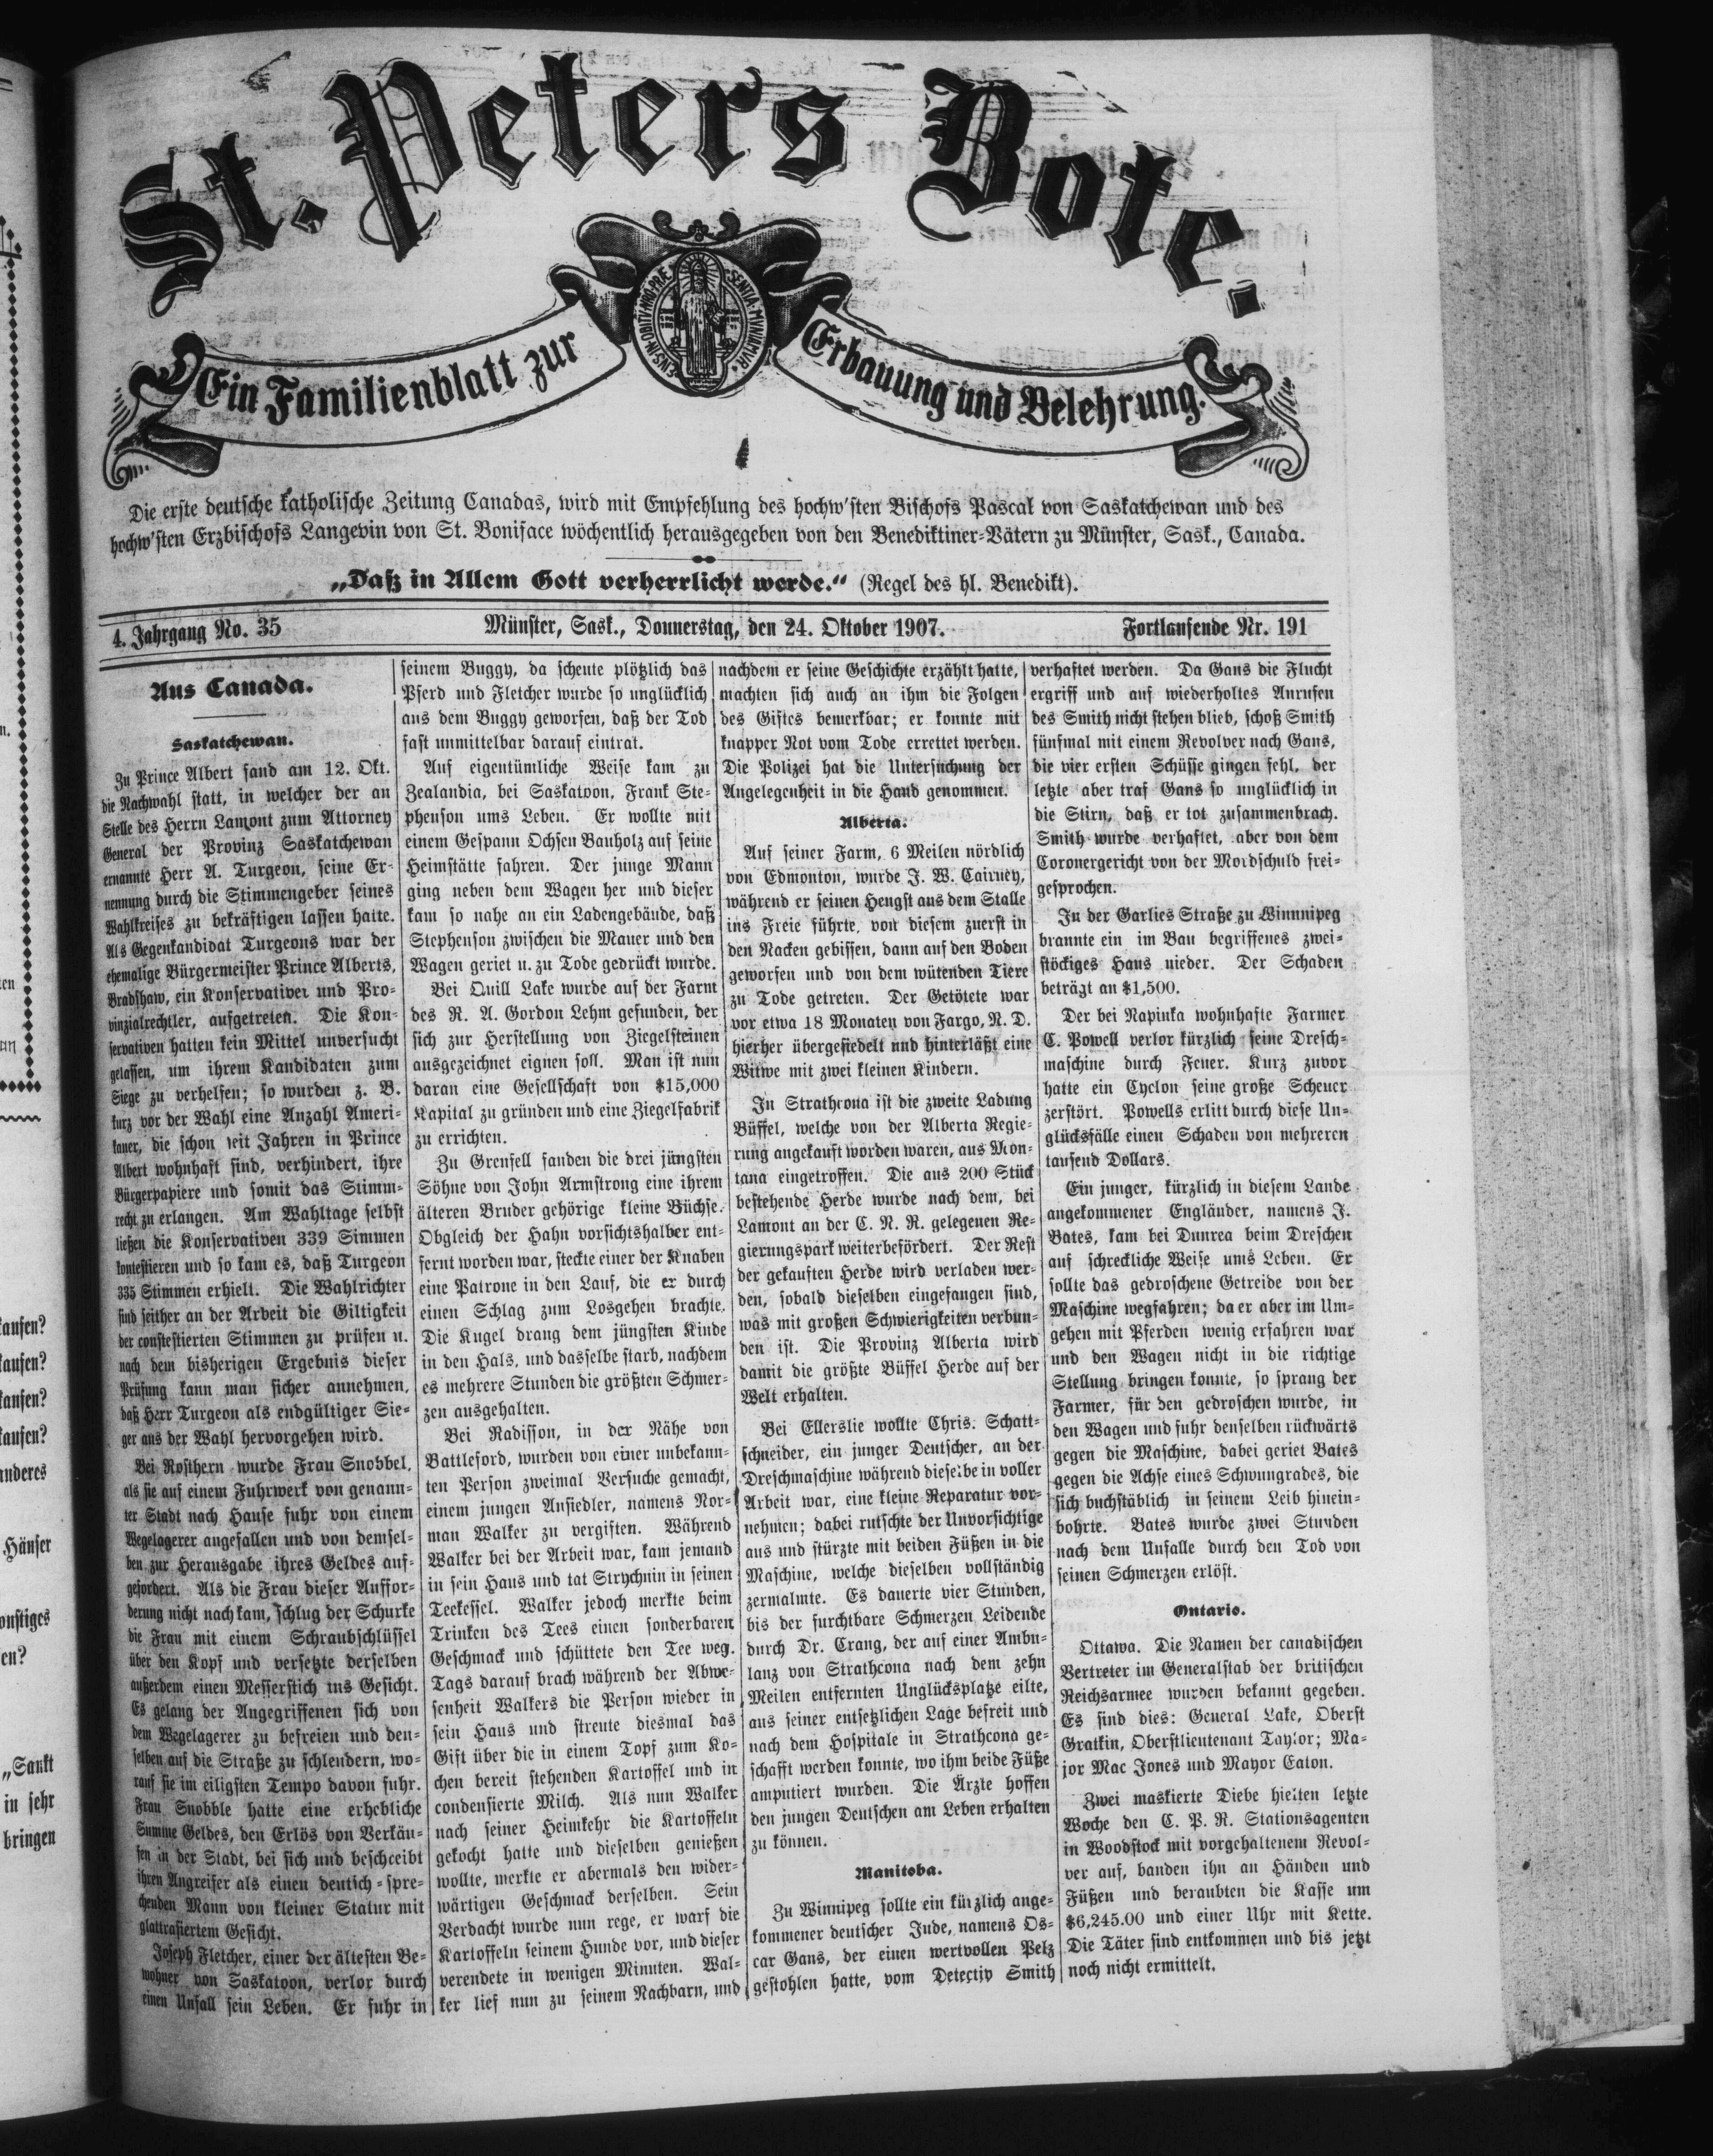 St. Peters Bote.
Ein Familienblatt zur Erbauung und Belehrung.
Die erste deutsche katholische Zeitung Canadas, wird mit Empfehlung des hochw'sten Bischofs Pascal von Saskatchewan und des
hochw'sten Erzbischofs Langevin von St. Boniface wöchentlich herausgegeben von den Benediktiner-Vätern zu Münster, Sask., Canada.
„Daß in Allem Gott verherrlicht werde.“ (Regel des hl. Benedikt).
4. Jahrgang No. 35 Münster, Sask., Donnerstag, den 24. Oktober 1907. Fortlaufende Nr. 191
Aus Canada.
Saskatchewan.
Zu Prince Albert fand am 12. Okt.
die Nachwahl statt, in welcher der an
Stelle des Herrn Lamont zum Attorney
General der Provinz Saskatchewan
ernannte Herr A. Turgeon, seine Er-
nennung durch die Stimmengeber seines
Wahlkreises zu bekräftigen lassen hatte.
Als Gegenkandidat Turgeons war der
ehemalige Bürgermeister Prince Alberts,
Bradshaw, ein Konservativer und Pro-
vinzialrechtler, aufgetreten. Die Kon-
servativen hatten kein Mittel unversucht
gelassen, um ihrem Kandidaten zum
Siege zu verhelfen; so wurden z. B.
kurz vor der Wahl eine Anzahl Ameri-
kaner, die schon seit Jahren in Prince
Albert wohnhaft sind, verhindert, ihre
Bürgerpapiere und somit das Stimm-
recht zu erlangen. Am Wahltage selbst
ließen die Konservativen 339 Simmen
kontestieren und so kam es, daß Turgeon
335 Stimmen erhielt. Die Wahlrichter
sind seither an der Arbeit die Giltigkeit
der constestierten Stimmen zu prüfen u.
nach dem bisherigen Ergebnis dieser
Prüfung kann man sicher annehmen,
daß Herr Turgeon als endgültiger Sie-
ger aus der Wahl hervorgehen wird.
Bei Rosthern wurde Frau Snobbel,
als sie auf einem Fuhrwerk von genann-
ter Stadt nach Hause fuhr von einem
Wegelagerer angefallen und von demsel-
ben zur Herausgabe ihres Geldes auf-
gefordert. Als die Frau dieser Auffor-
derung nicht nach kam, schlug der Schurke
die Frau mit einem Schraubschlüssel
über den Kopf und versetzte derselben
außerdem einen Messerstich ins Gesicht.
Es gelang der Angegriffenen sich von
dem Wegelagerer zu befreien und den-
selben auf die Straße zu schleudern, wo-
rauf sie im eiligsten Tempo davon fuhr.
Frau Snobble hatte eine erhebliche
Summe Geldes, den Erlös von Verkäu-
fen in der Stadt, bei sich und beschreibt
ihren Angreifer als einen deutsch-spre-
chenden Mann von kleiner Statur mit
glattrasiertem Gesicht.
Joseph Fletcher, einer der ältesten Be-
wohner von Saskatoon, verlor durch
einen Unfall sein Leben. Er fuhr in
seinem Buggy, da scheute plötzlich das
Pferd und Fletcher wurde so unglücklich
aus dem Buggy geworfen, daß der Tod
fast unmittelbar darauf eintrat.
Auf eigentümliche Weise kam zu
Zealandia, bei Saskatoon, Frank Ste-
phenson ums Leben. Er wollte mit
einem Gespann Ochsen Bauholz auf seine
Heimstätte fahren. Der junge Mann
ging neben dem Wagen her und dieser
kam so nahe an ein Ladengebäude, daß
Stephenson zwischen die Mauer und den
Wagen geriet u. zu Tode gedrückt wurde.
Bei Quill Lake wurde auf der Farm
des R. A. Gordon Lehm gefunden, der
sich zur Herstellung von Ziegelsteinen
ausgezeichnet eignen soll. Man ist nun
daran eine Gesellschaft von $15,000
Kapital zu gründen und eine Ziegelfabrik
zu errichten.
Zu Grenfell fanden die drei jüngsten
Söhne von John Armstrong eine ihrem
älteren Bruder gehörige kleine Büchse.
Obgleich der Hahn vorsichtshalber ent-
fernt worden war, steckte einer der Knaben
eine Patrone in den Lauf, die er durch
einen Schlag zum Losgehen brachte.
Die Kugel drang dem jüngsten Kinde
in den Hals, und dasselbe starb, nachdem
es mehrere Stunden die größten Schmer-
zen ausgehalten.
Bei Radisson, in der Nähe von
Battleford, wurden von einer unbekann-
ten Person zweimal Versuche gemacht,
einem jungen Ansiedler, namens Nor-
man Walker zu vergiften. Während
Walker bei der Arbeit war, kam jemand
in sein Haus und tat Strychnin in seinen
Teekessel. Walker jedoch merkte beim
Trinken des Tees einen sonderbaren
Geschmack und schüttete den Tee weg.
Tags darauf brach während der Abwe-
senheit Walkers die Person wieder in
sein Haus und streute diesmal das
Gift über die in einem Topf zum Ko-
chen bereit stehenden Kartoffel und in
condensierte Milch. Als nun Walker
nach seiner Heimkehr die Kartoffeln
gekocht hatte und dieselben genießen
wollte, merkte er abermals den wider-
wärtigen Geschmack derselben. Sein
Verdacht wurde nun rege, er warf die
Kartoffeln seinem Hunde vor, und dieser
verendete in wenigen Minuten. Wal-
ker lief nun zu seinem Nachbarn, und
nachdem er seine Geschichte erzählt hatte,
machten sich auch an ihm die Folgen
des Giftes bemerkbar; er konnte mit
knapper Not vom Tode errettet werden.
Die Polizei hat die Untersuchung der
Angelegenheit in die Hand genommen.
Alberta.
Auf seiner Farm, 6 Meilen nördlich
von Edmonton, wurde J. W. Cairney,
während er seinen Hengst aus dem Stalle
ins Freie führte, von diesem zuerst in
den Nacken gebissen, dann auf den Boden
geworfen und von dem wütenden Tiere
zu Tode getreten. Der Getötete war
vor etwa 18 Monaten von Fargo, N. D.
hierher übergesiedelt und hinterläßt eine
Witwe mit zwei kleinen Kindern.
In Strathcona ist die zweite Ladung
Büffel, welche von der Alberta Regie-
rung angekauft worden waren, aus Mon-
tana eingetroffen. Die aus 200 Stück
bestehende Herde wurde nach dem, bei
Lamont an der C. N. R. gelegenen Re-
gierungspark weiterbefördert. Der Rest
der gekauften Herde wird verladen wer-
den, sobald dieselben eingefangen sind,
was mit großen Schwierigkeiten verbun-
den ist. Die Provinz Alberta wird
damit die größte Büffel Herde auf der
Welt erhalten.
Bei Ellerslie wollte Chris. Schatt-
schneider, ein junger Deutscher, an der
Dreschmaschine während dieselbe in voller
Arbeit war, eine kleine Reparatur vor-
nehmen; dabei rutschte der Unvorsichtige
aus und stürzte mit beiden Füßen in die
Maschine, welche dieselben vollständig
zermalmte. Es dauerte vier Stunden,
bis der furchtbare Schmerzen Leidende
durch Dr. Crang, der auf einer Ambu-
lanz von Strathcona nach dem zehn
Meilen entfernten Unglücksplatze eilte,
aus seiner entsetzlichen Lage befreit und
nach dem Hospitale in Strathcona ge-
schafft werden konnte, wo ihm beide Füße
amputiert wurden. Die Ärzte hoffen
den jungen Deutschen am Leben erhalten
zu können.
Manitoba.
Zu Winnipeg sollte ein kürzlich ange-
kommener deutscher Jude, namens Os-
car Gans, der einen wertvollen Pelz
gestohlen hatte, vom Detectiv Smith
verhaftet werden. Da Gans die Flucht
ergriff und auf wiederholtes Anrufen
des Smith nicht stehen blieb, schoß Smith
fünfmal mit einem Revolver nach Gans,
die vier ersten Schüsse gingen fehl, der
letzte aber traf Gans so unglücklich in
die Stirn, daß er tot zusammenbrach.
Smith wurde verhaftet, aber von dem
Coronergericht von der Mordschuld frei-
gesprochen.
In der Garlies Straße zu Winnnipeg
brannte ein im Bau begriffenes zwei-
stöckiges Haus nieder. Der Schaden
beträgt an $1,500.
Der bei Napinka wohnhafte Farmer
C. Powell verlor kürzlich seine Dresch-
maschine durch Feuer. Kurz zuvor
hatte ein Cyclon seine große Scheuer
zerstört. Powells erlitt durch diese Un-
glücksfälle einen Schaden von mehreren
tausend Dollars.
Ein junger, kürzlich in diesem Lande
angekommener Engländer, namens J.
Bates, kam bei Dunrea beim Dreschen
auf schreckliche Weise ums Leben. Er
sollte das gedroschene Getreide von der
Maschine wegfahren; da er aber im Um-
gehen mit Pferden wenig erfahren war
und den Wagen nicht in die richtige
Stellung bringen konnte, so sprang der
Farmer, für den gedroschen wurde, in
den Wagen und fuhr denselben rückwärts
gegen die Maschine, dabei geriet Bates
gegen die Achse eines Schwungrades, die
sich buchstäblich in seinem Leib hinein-
bohrte. Bates wurde zwei Stunden
nach dem Unfalle durch den Tod von
seinen Schmerzen erlöst.
Ontario.
Ottawa. Die Namen der canadischen
Vertreter im Generalstab der britischen
Reichsarmee wurden bekannt gegeben.
Es sind dies: General Lake, Oberst
Gratkin, Oberstlieutenant Taylor; Ma-
jor Mac Jones und Mayor Eaton.
Zwei maskierte Diebe hielten letzte
Woche den C. P. R. Stationsagenten
in Woodstock mit vorgehaltenem Revol-
ver auf, banden ihn an Händen und
Füßen und beraubten die Kasse um
$6,245.00 und einer Uhr mit Kette.
Die Täter sind entkommen und bis jetzt
noch nicht ermittelt.